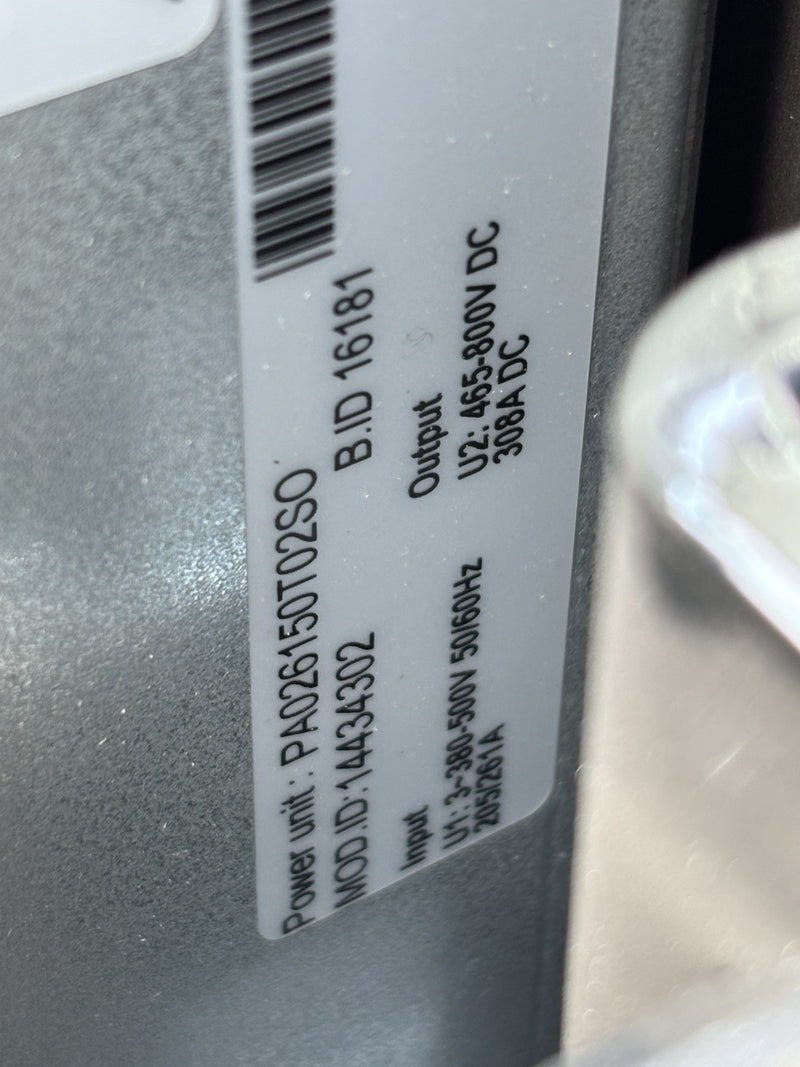 Power unit: PA026150T02SO
MOD.ID:14434302 B.ID 16181
Input
U1: 3~380-500V 50/60Hz
205/261A
Output
U2: 465-800V DC
308A DC